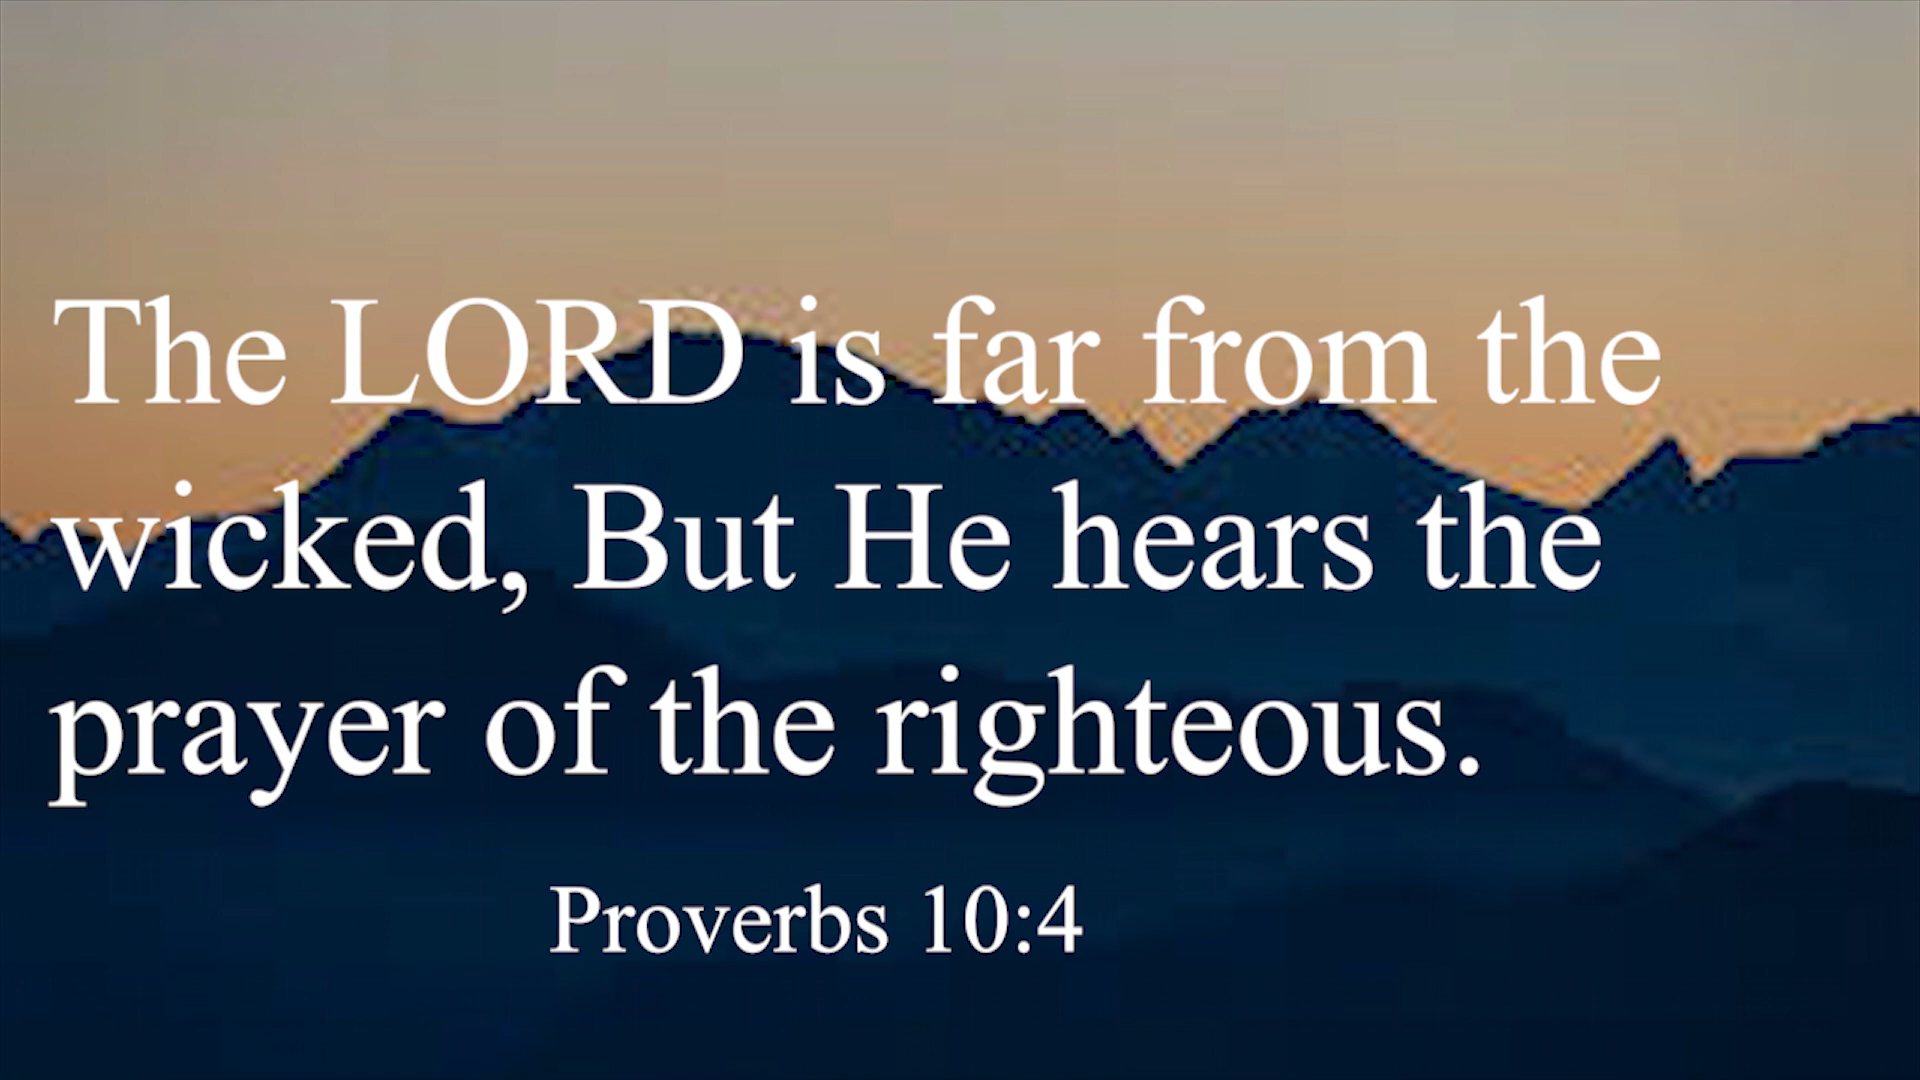 The LORD is far from the
wicked, But He hears the
prayer of the righteous.
Proverbs 10:4